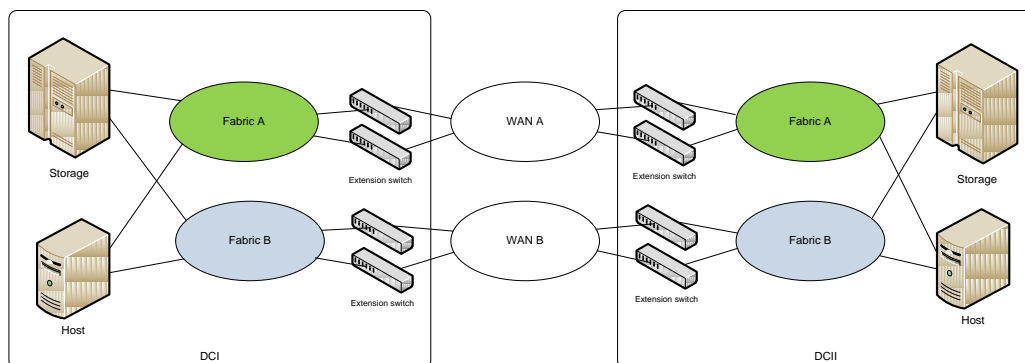 Fabric A
WAN A
Fabric A
Storage
Extension switch
Extension switch
Storage
Fabric B
WAN B
Fabric B
Extension switch
Extension switch
Host
Host
DCI
DCII